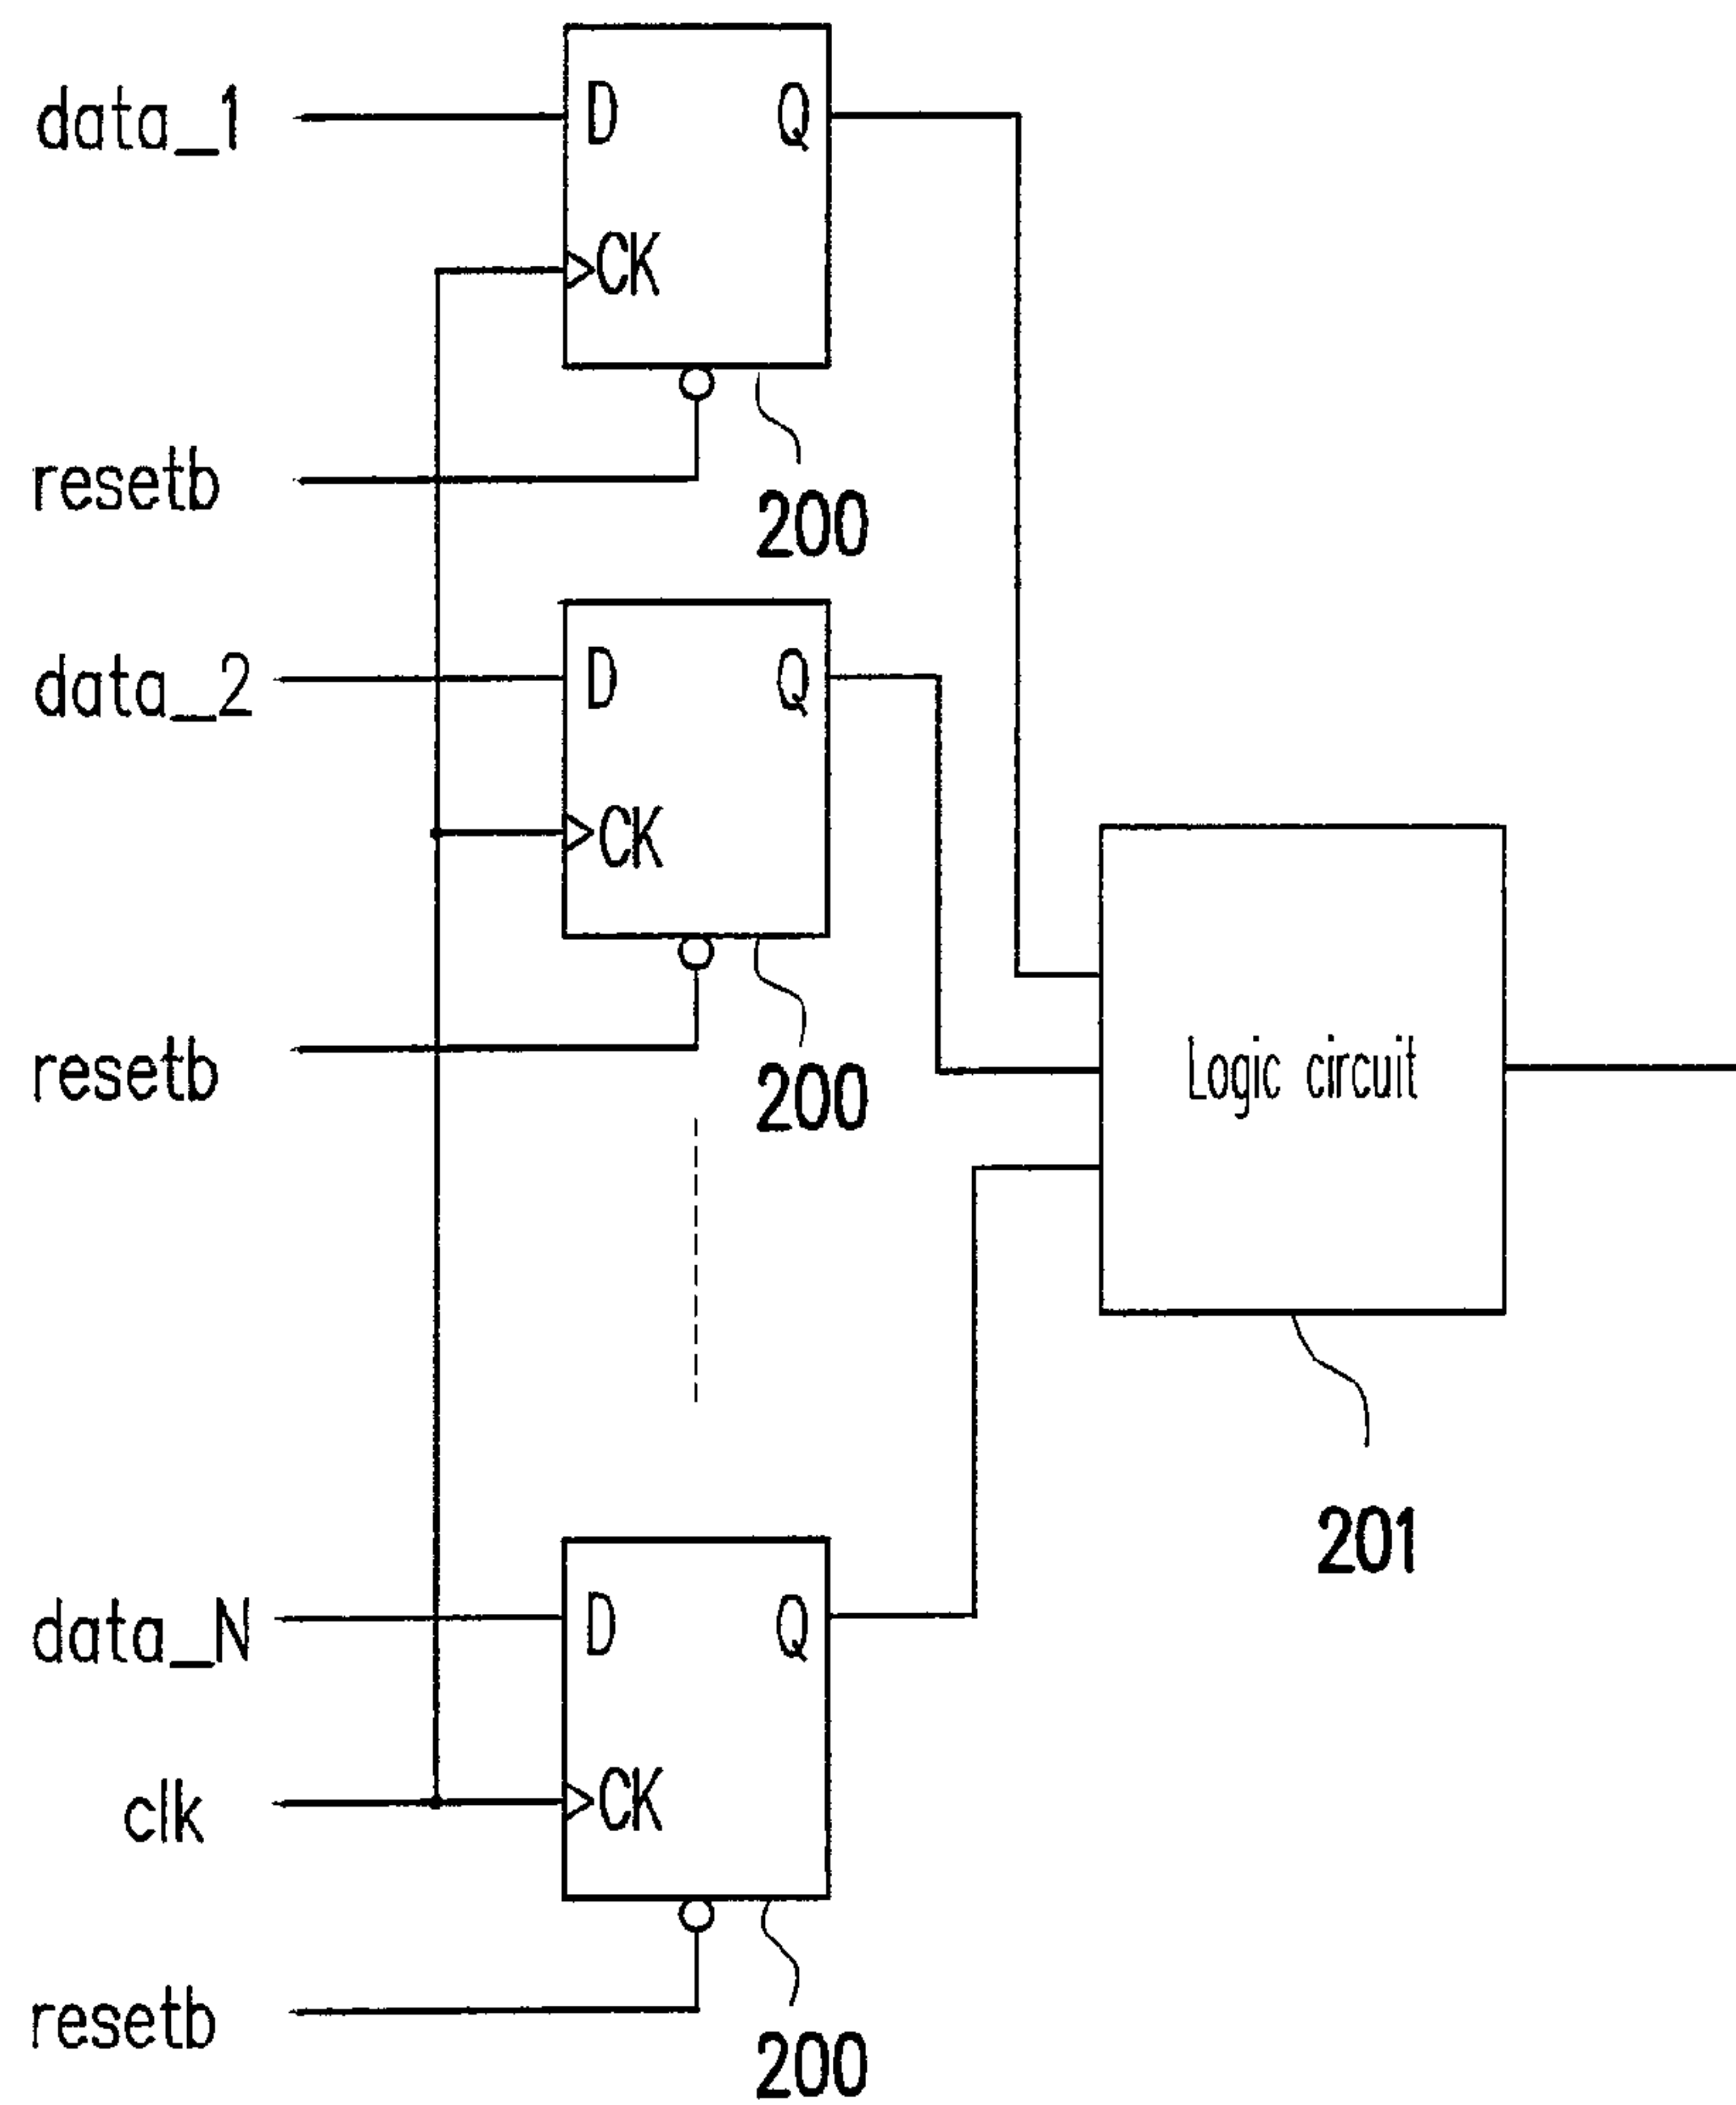 data_1
D Q
CK
resetb
200
data_2
D Q
CK
resetb
200
Logic circuit
201
data_N
D Q
clk
CK
resetb
200